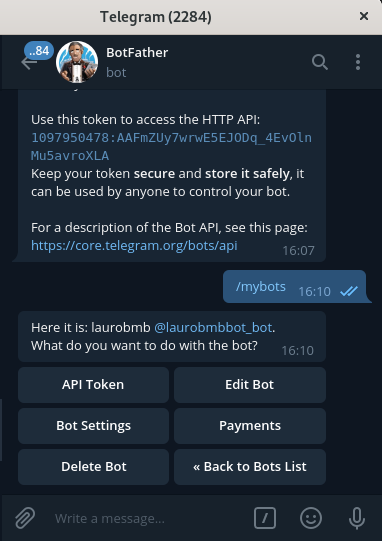 Telegram (2284)
..84
BotFather
bot
Use this token to access the HTTP API:
1097950478:AAFmZUy7wrwE5EJODq_4EvOln
Mu5avroXLA
Keep your token secure and store it safely, it
can be used by anyone to control your bot.
For a description of the Bot API, see this page:
https://core.telegram.org/bots/api
16:07
/mybots
16:10
Here it is: laurobmb @laurobmbbot_bot.
What do you want to do with the bot?
16:10
API Token
Edit Bot
Bot Settings
Payments
Delete Bot
« Back to Bots List
Write a message...